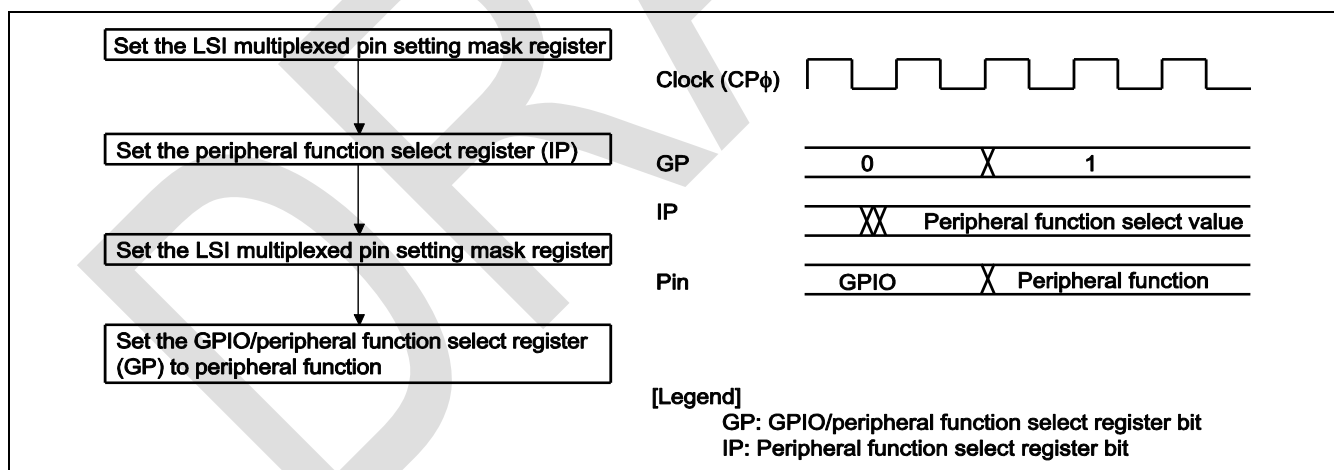 Set the LSI multiplexed pin setting mask register
Set the peripheral function select register (IP)
Set the LSI multiplexed pin setting mask register
Set the GPIO/peripheral function select register
(GP) to peripheral function
Clock (CPϕ)
GP 0 1
IP Peripheral function select value
Pin GPIO Peripheral function
[Legend]
GP: GPIO/peripheral function select register bit
IP: Peripheral function select register bit